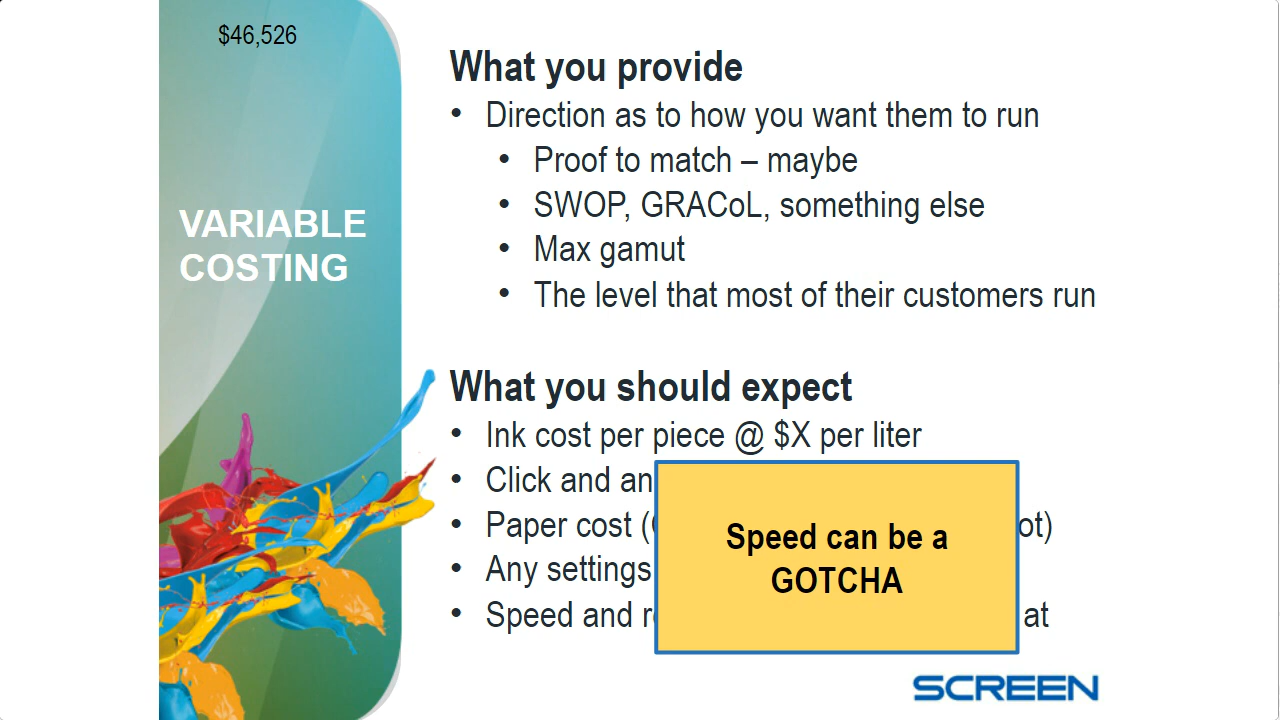 $46,526
VARIABLE
COSTING
What you provide
• Direction as to how you want them to run
• Proof to match – maybe
• SWOP, GRACoL, something else
• Max gamut
• The level that most of their customers run
What you should expect
• Ink cost per piece @ $X per liter
• Click and an
• Paper cost ( ot)
• Any settings
• Speed and r at
Speed can be a
GOTCHA
SCREEN